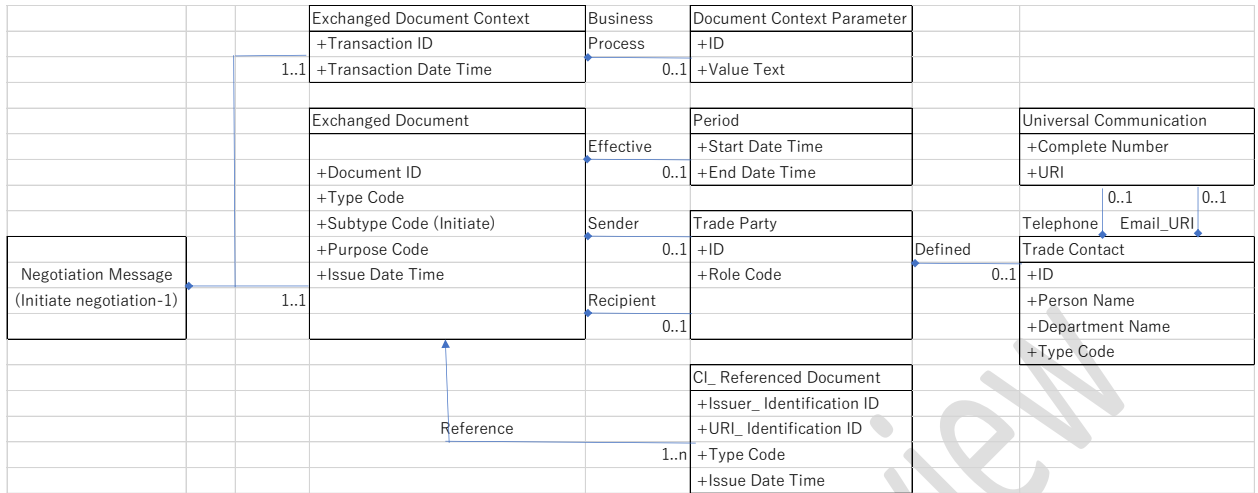 Exchanged Document Context
+Transaction ID
1..1 +Transaction Date Time
Business
Process
0..1
Document Context Parameter
+ID
+Value Text
Exchanged Document
+Document ID
+Type Code
+Subtype Code (Initiate)
+Purpose Code
+Issue Date Time
1..1
Effective
0..1
Period
+Start Date Time
+End Date Time
Universal Communication
+Complete Number
+URI
0..1
0..1
Telephone
Email_URI
Sender
0..1
Recipient
0..1
Trade Party
+ID
+Role Code
Defined
0..1
Trade Contact
+ID
+Person Name
+Department Name
+Type Code
Negotiation Message
(Initiate negotiation-1)
Reference
1..n
CI_ Referenced Document
+Issuer_ Identification ID
+URI_ Identification ID
+Type Code
+Issue Date Time